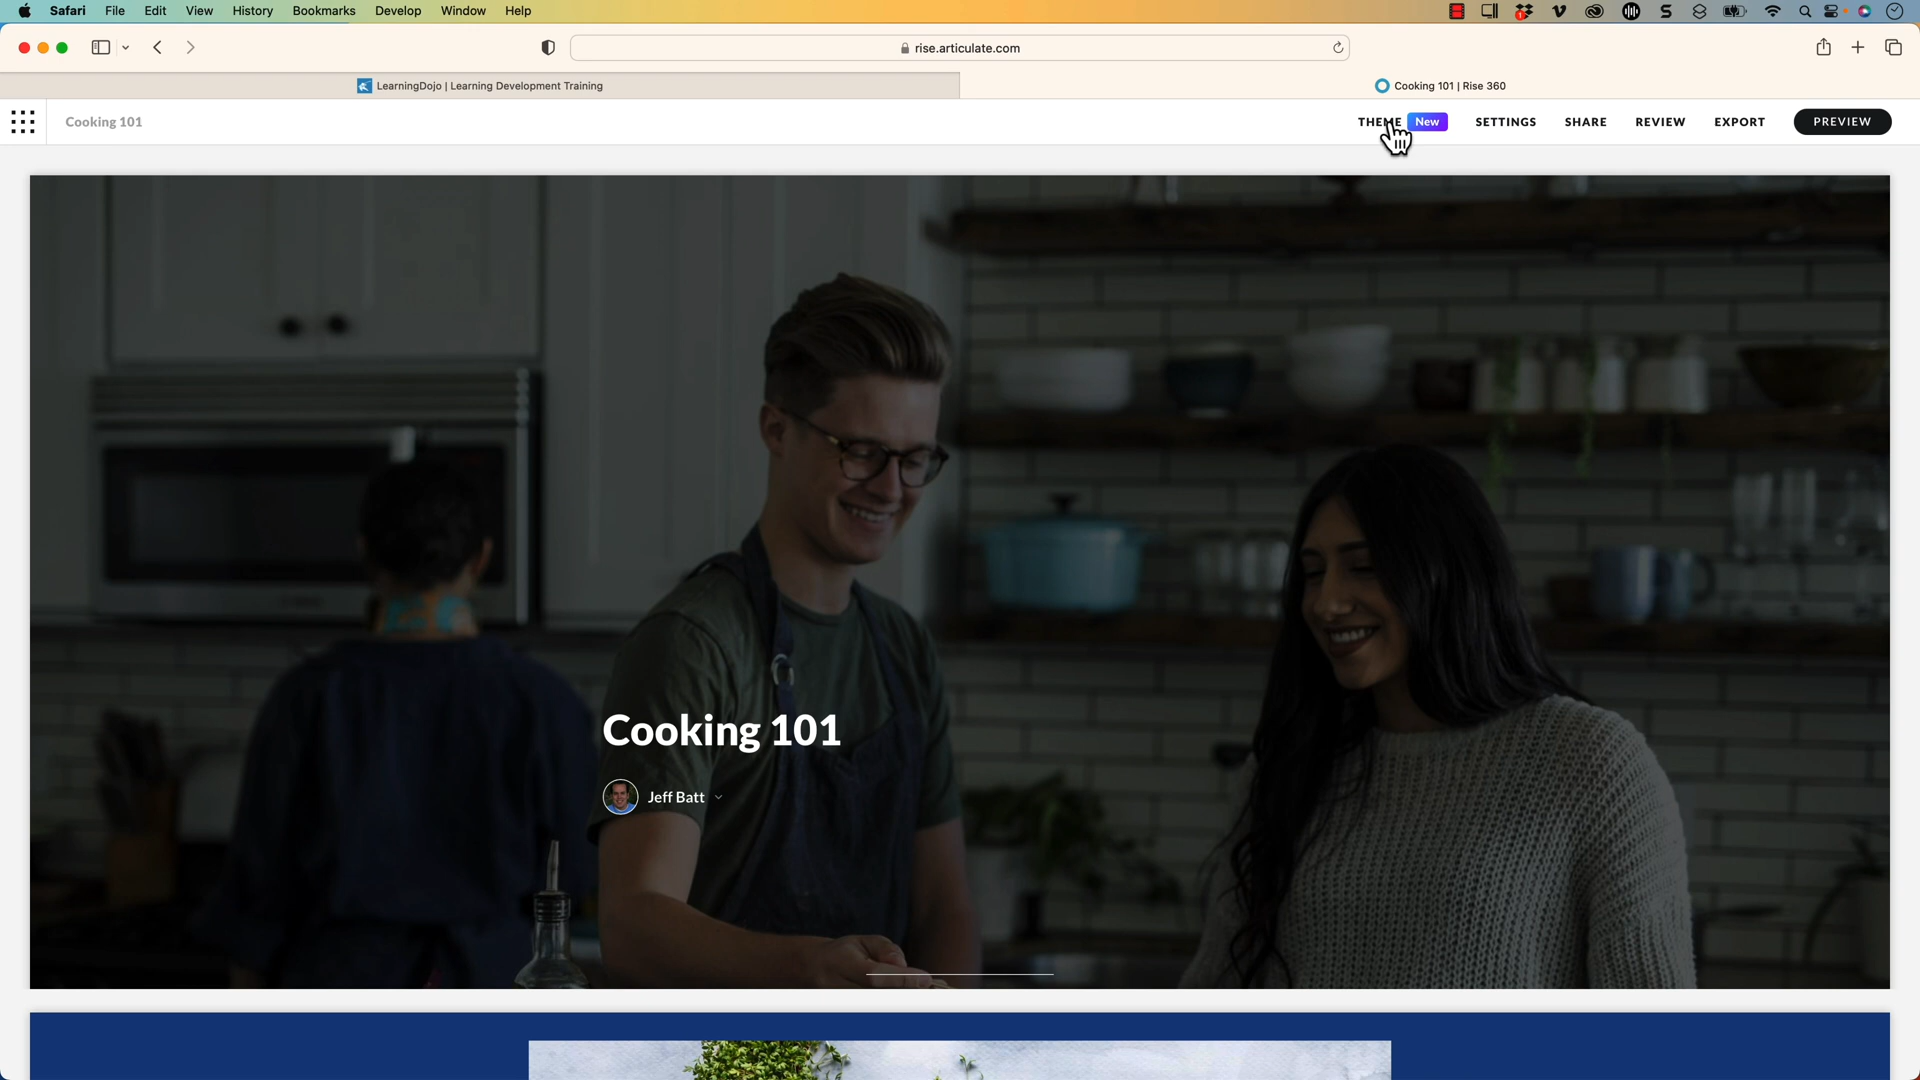 Safari File Edit View History Bookmarks Develop Window Help
rise.articulate.com
LearningDojo | Learning Development Training
Cooking 101 | Rise 360
Cooking 101
THEME New SETTINGS SHARE REVIEW EXPORT PREVIEW
Cooking 101
Jeff Batt